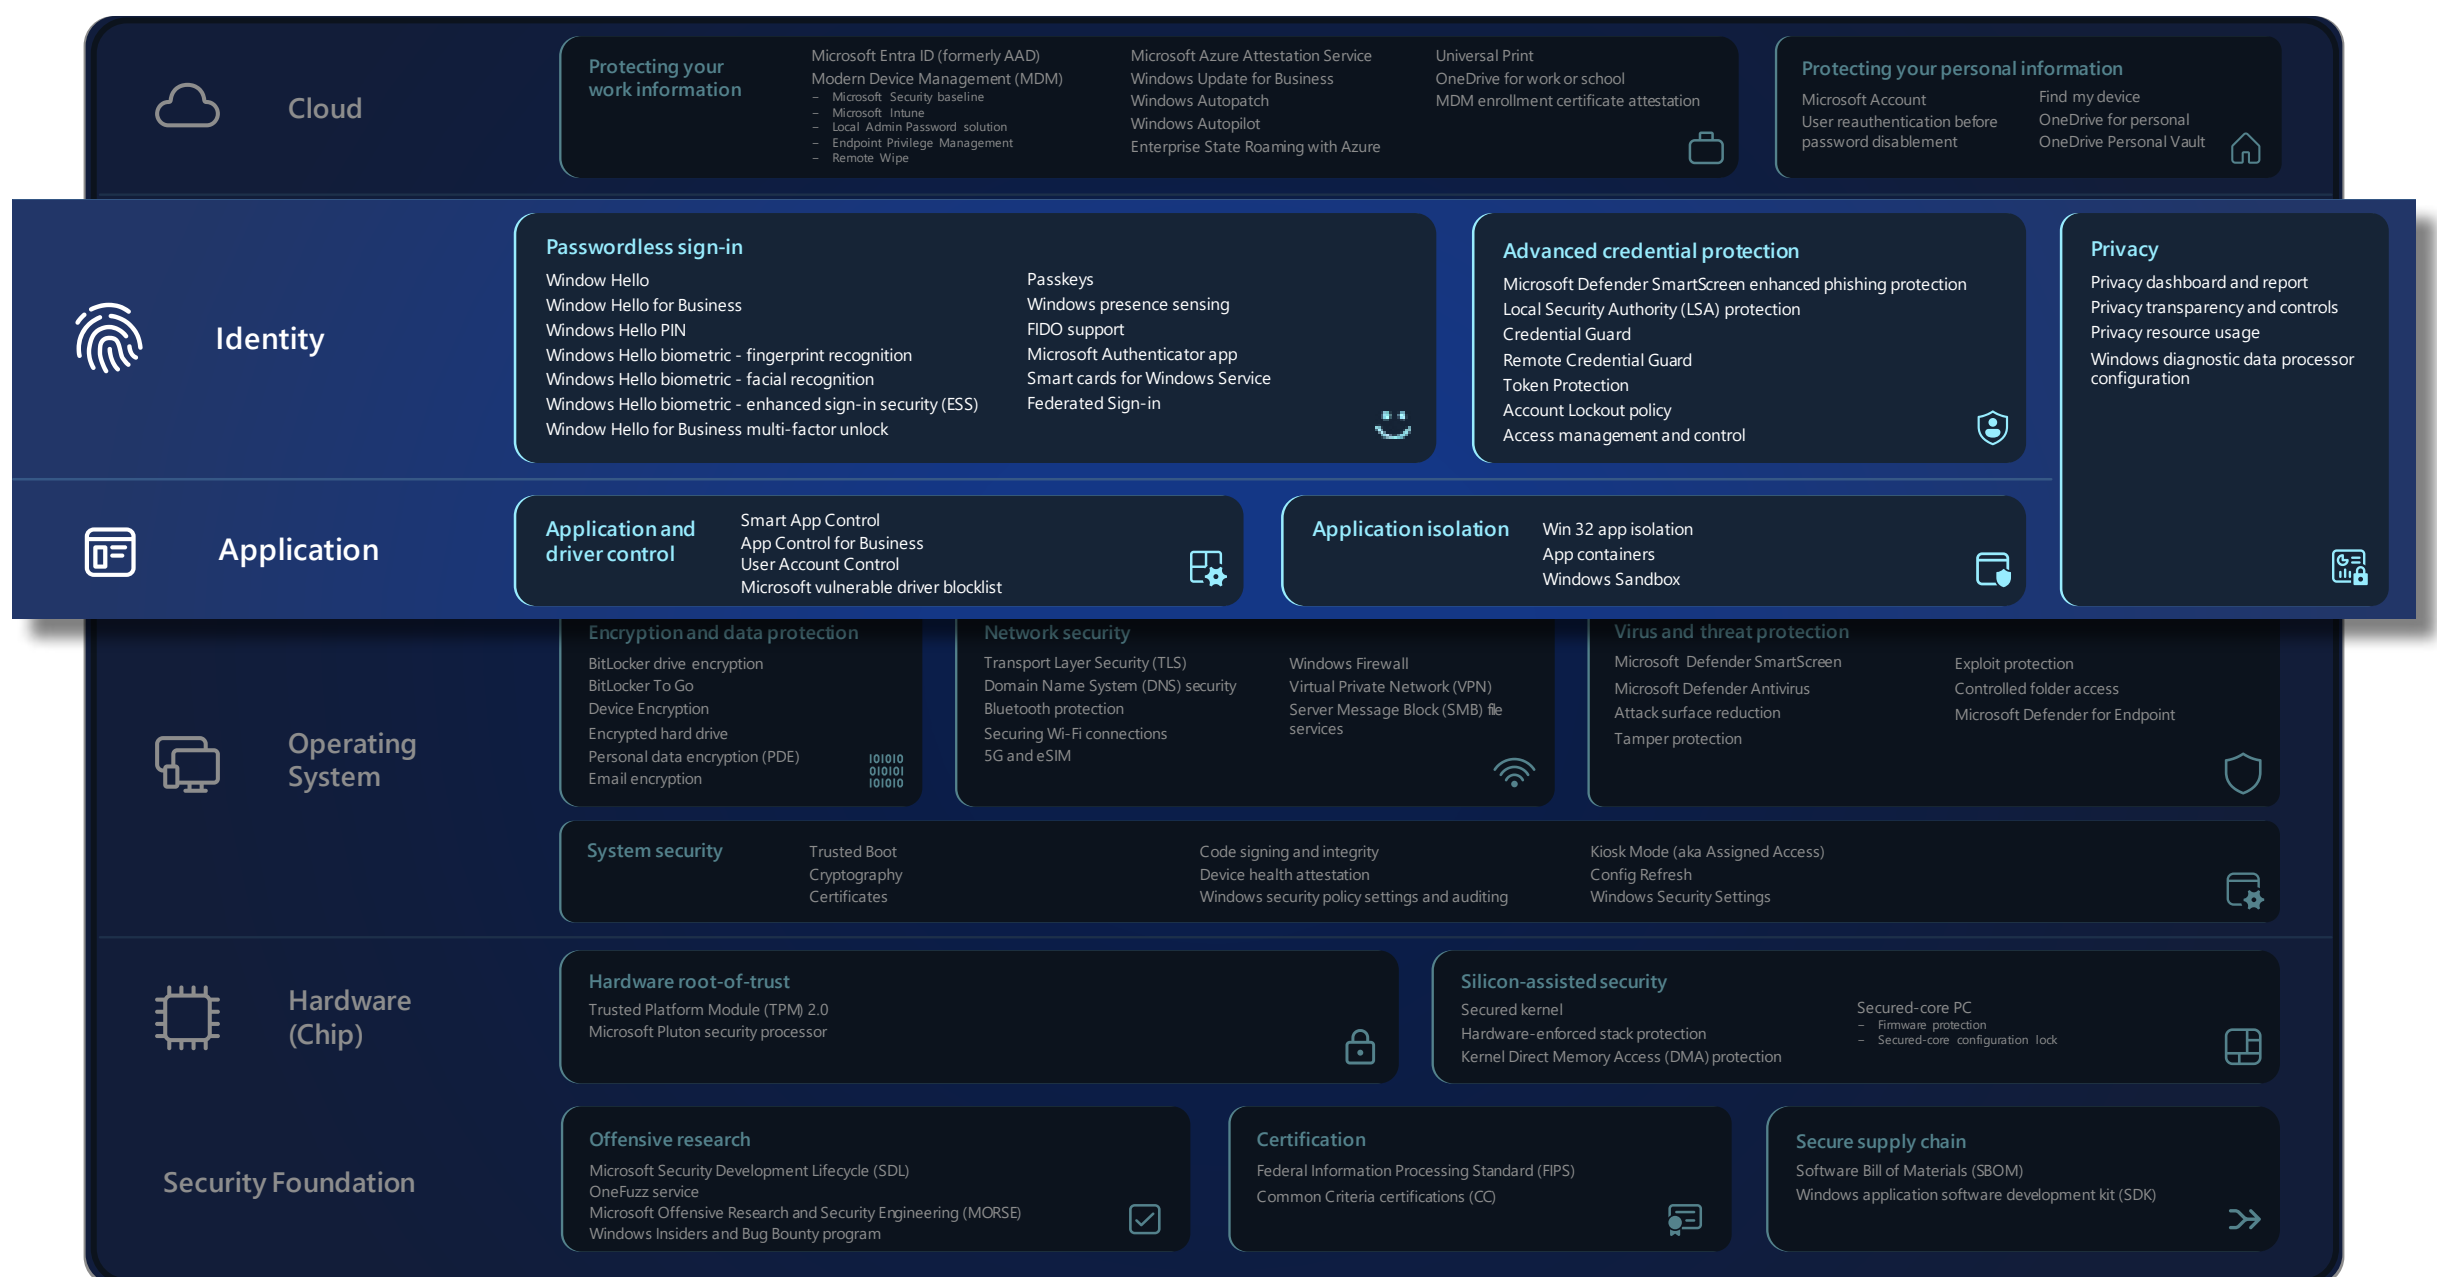 Cloud
Protecting your
work information
Microsoft Entra ID (formerly AAD)
Modern Device Management (MDM)
– Microsoft Security baseline
– Microsoft Intune
– Local Admin Password solution
– Endpoint Privilege Management
– Remote Wipe
Microsoft Azure Attestation Service
Windows Update for Business
Windows Autopatch
Windows Autopilot
Enterprise State Roaming with Azure
Universal Print
OneDrive for work or school
MDM enrollment certificate attestation
Protecting your personal information
Microsoft Account
User reauthentication before
password disablement
Find my device
OneDrive for personal
OneDrive Personal Vault
Identity
Passwordless sign-in
Window Hello
Window Hello for Business
Windows Hello PIN
Windows Hello biometric - fingerprint recognition
Windows Hello biometric - facial recognition
Windows Hello biometric - enhanced sign-in security (ESS)
Window Hello for Business multi-factor unlock
Passkeys
Windows presence sensing
FIDO support
Microsoft Authenticator app
Smart cards for Windows Service
Federated Sign-in
Advanced credential protection
Microsoft Defender SmartScreen enhanced phishing protection
Local Security Authority (LSA) protection
Credential Guard
Remote Credential Guard
Token Protection
Account Lockout policy
Access management and control
Privacy
Privacy dashboard and report
Privacy transparency and controls
Privacy resource usage
Windows diagnostic data processor
configuration
Application
Application and
driver control
Smart App Control
App Control for Business
User Account Control
Microsoft vulnerable driver blocklist
Application isolation
Win 32 app isolation
App containers
Windows Sandbox
Operating
System
Encryption and data protection
BitLocker drive encryption
BitLocker To Go
Device Encryption
Encrypted hard drive
Personal data encryption (PDE)
Email encryption
101010
010101
101010
Network security
Transport Layer Security (TLS)
Domain Name System (DNS) security
Bluetooth protection
Securing Wi-Fi connections
5G and eSIM
Windows Firewall
Virtual Private Network (VPN)
Server Message Block (SMB) file
services
Virus and threat protection
Microsoft Defender SmartScreen
Microsoft Defender Antivirus
Attack surface reduction
Tamper protection
Exploit protection
Controlled folder access
Microsoft Defender for Endpoint
System security
Trusted Boot
Cryptography
Certificates
Code signing and integrity
Device health attestation
Windows security policy settings and auditing
Kiosk Mode (aka Assigned Access)
Config Refresh
Windows Security Settings
Hardware
(Chip)
Hardware root-of-trust
Trusted Platform Module (TPM) 2.0
Microsoft Pluton security processor
Silicon-assisted security
Secured kernel
Hardware-enforced stack protection
Kernel Direct Memory Access (DMA) protection
Secured-core PC
– Firmware protection
– Secured-core configuration lock
Security Foundation
Offensive research
Microsoft Security Development Lifecycle (SDL)
OneFuzz service
Microsoft Offensive Research and Security Engineering (MORSE)
Windows Insiders and Bug Bounty program
Certification
Federal Information Processing Standard (FIPS)
Common Criteria certifications (CC)
Secure supply chain
Software Bill of Materials (SBOM)
Windows application software development kit (SDK)